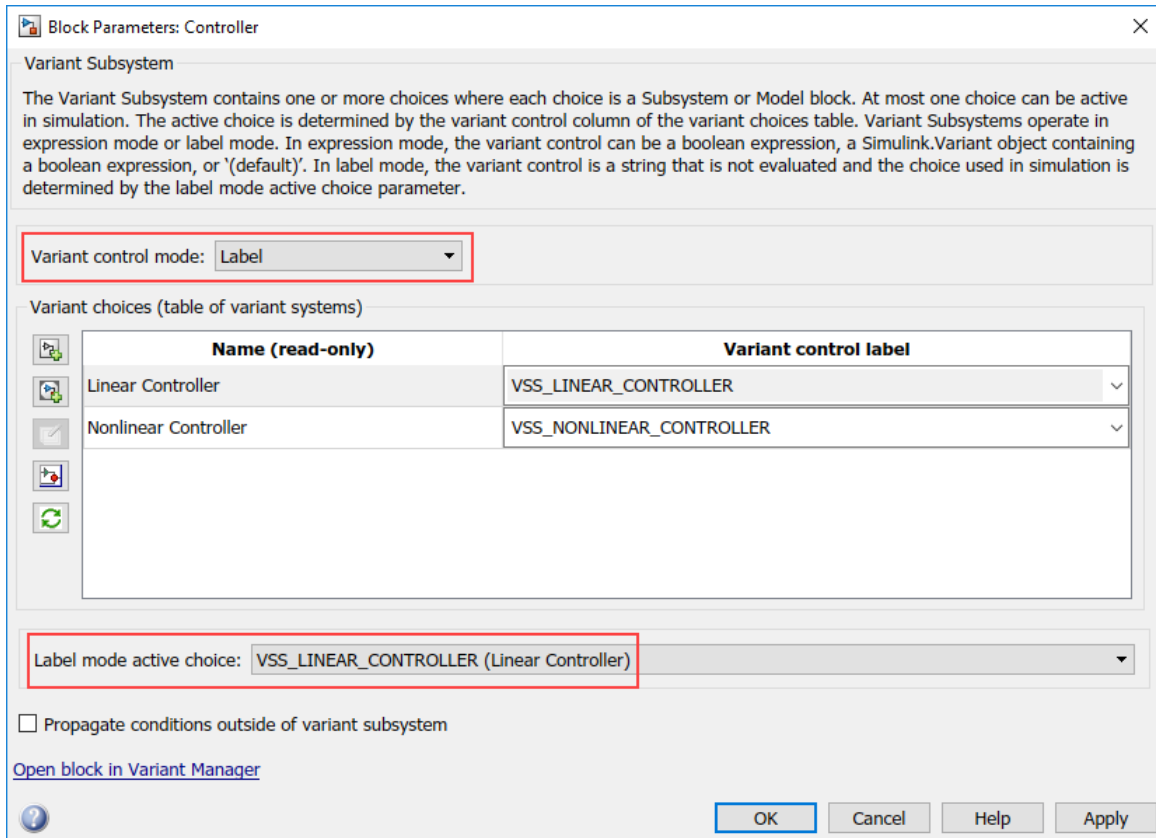 Block Parameters: Controller
Variant Subsystem
The Variant Subsystem contains one or more choices where each choice is a Subsystem or Model block. At most one choice can be active
in simulation. The active choice is determined by the variant control column of the variant choices table. Variant Subsystems operate in
expression mode or label mode. In expression mode, the variant control can be a boolean expression, a Simulink.Variant object containing
a boolean expression, or '(default)'. In label mode, the variant control is a string that is not evaluated and the choice used in simulation is
determined by the label mode active choice parameter.
Variant control mode: Label
Variant choices (table of variant systems)
Name (read-only) Variant control label
Linear Controller VSS_LINEAR_CONTROLLER
Nonlinear Controller VSS_NONLINEAR_CONTROLLER
Label mode active choice: VSS_LINEAR_CONTROLLER (Linear Controller)
Propagate conditions outside of variant subsystem
Open block in Variant Manager
OK Cancel Help Apply